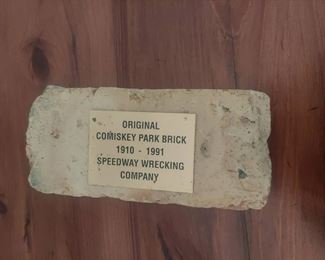 ORIGINAL
COMISKEY PARK BRICK
1910 - 1991
SPEEDWAY WRECKING
COMPANY